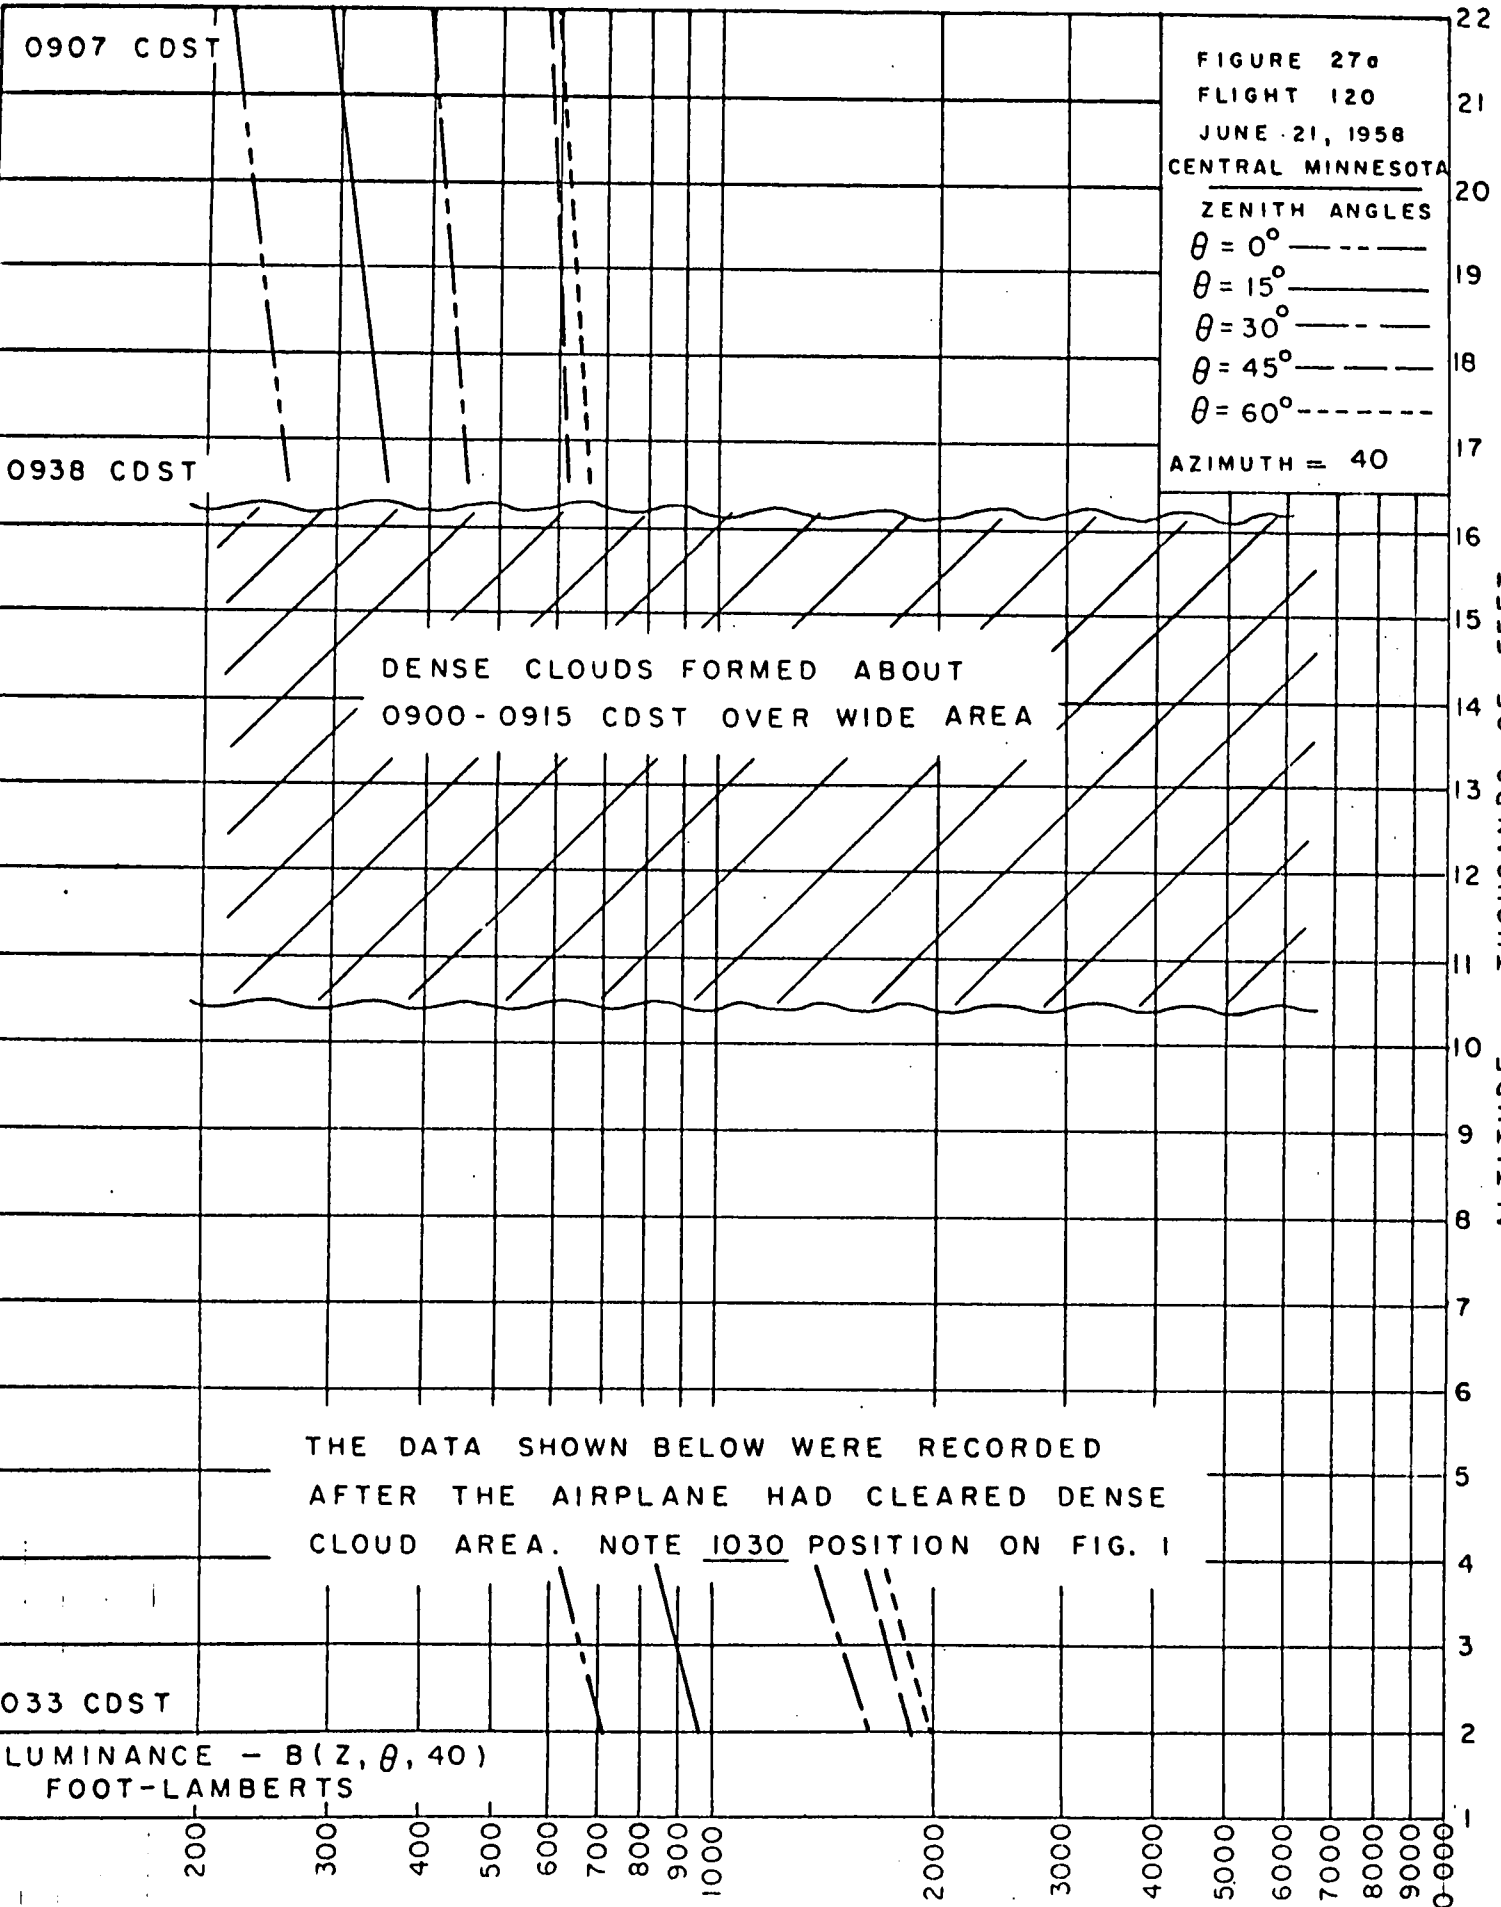 0907 CDST
FIGURE 27a
FLIGHT 120
JUNE 21, 1958
CENTRAL MINNESOTA
ZENITH ANGLES
θ = 0°
θ = 15°
θ = 30°
θ = 45°
θ = 60°
AZIMUTH = 40
0938 CDST
DENSE CLOUDS FORMED ABOUT
0900-0915 CDST OVER WIDE AREA
THE DATA SHOWN BELOW WERE RECORDED
AFTER THE AIRPLANE HAD CLEARED DENSE
CLOUD AREA. NOTE 1030 POSITION ON FIG. 1
033 CDST
LUMINANCE - B(Z, θ, 40)
FOOT-LAMBERTS
200
300
400
500
600
700
800
900
1000
2000
3000
4000
5000
6000
7000
8000
9000
0000
22
21
20
19
18
17
16
15
14
13
12
11
10
9
8
7
6
5
4
3
2
1